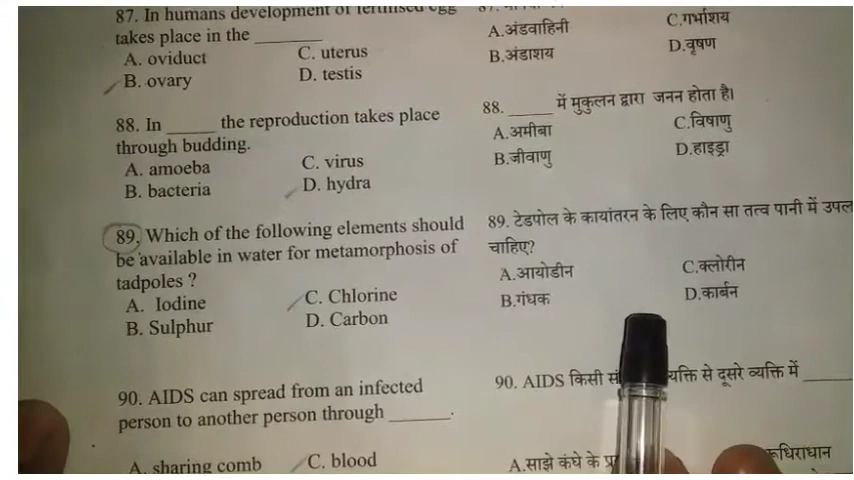 87. In humans development of fertilised egg
takes place in the ________
A. oviduct
C. uterus
B. ovary
D. testis
88. In _____ the reproduction takes place
through budding.
A. amoeba
C. virus
B. bacteria
D. hydra
89. Which of the following elements should
be available in water for metamorphosis of
tadpoles ?
A. Iodine
C. Chlorine
B. Sulphur
D. Carbon
90. AIDS can spread from an infected
person to another person through _______.
A. sharing comb
C. blood
A.अंडवाहिनी
C.गर्भाशय
B.अंडाशय
D.वृषण
88. _____ में मुकुलन द्वारा जनन होता है।
A.अमीबा
C.विषाणु
B.जीवाणु
D.हाइड्रा
89. टेडपोल के कायांतरन के लिए कौन सा तत्व पानी में उपल
चाहिए?
A.आयोडीन
C.क्लोरीन
B.गंधक
D.कार्बन
90. AIDS किसी से दूसरे व्यक्ति में ______
A.साझे कंघे के
रूधिराधान